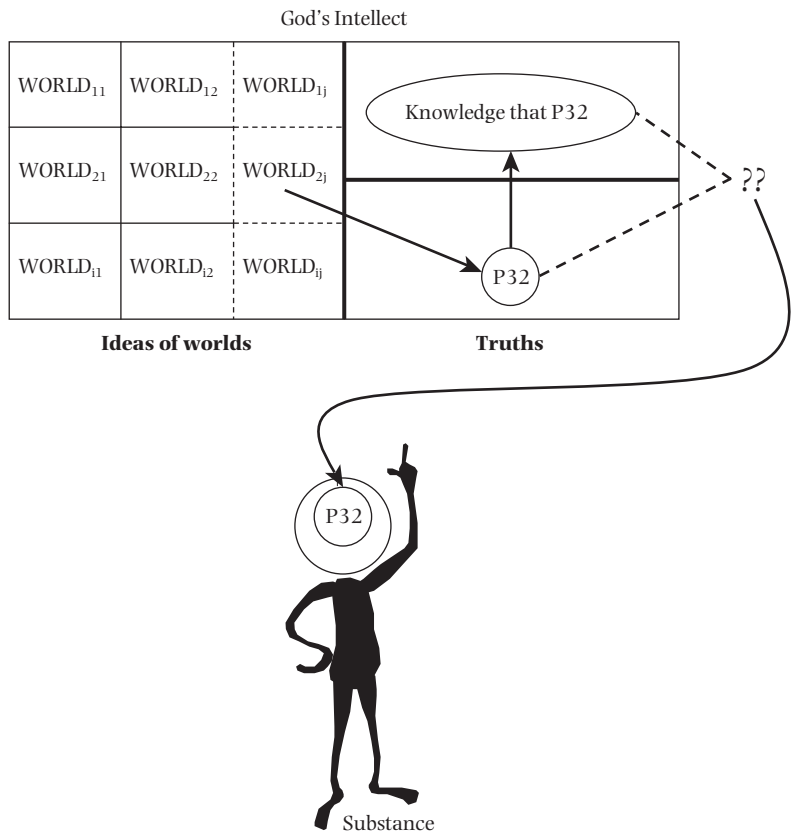 God's Intellect
WORLD₁₁ WORLD₁₂ WORLD₁ⱼ
Knowledge that P32
WORLD₂₁ WORLD₂₂ WORLD₂ⱼ
??
WORLDᵢ₁ WORLDᵢ₂ WORLDᵢⱼ
P32
Ideas of worlds Truths
P32
Substance